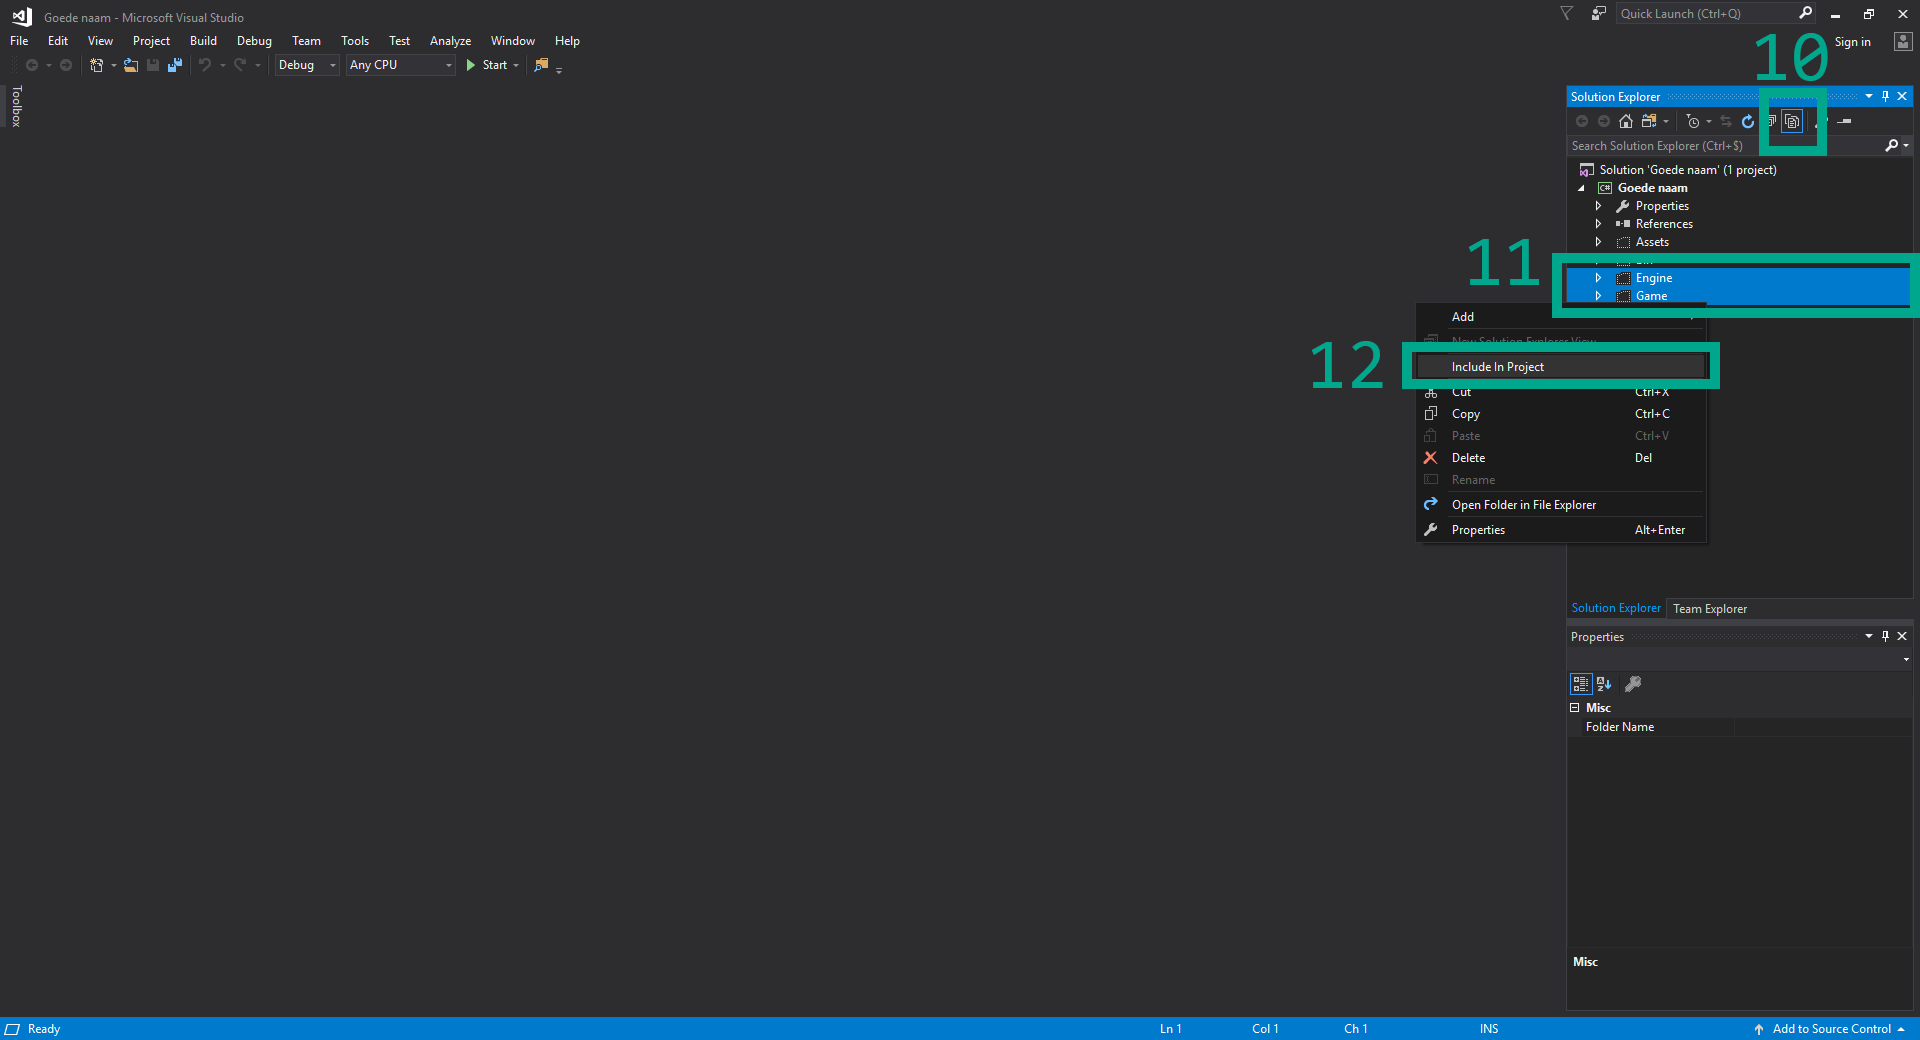 Goede naam - Microsoft Visual Studio
Quick Launch (Ctrl+Q)
File Edit View Project Build Debug Team Tools Test Analyze Window Help
Sign in
Debug Any CPU Start
10
Toolbox
Solution Explorer
Search Solution Explorer (Ctrl+$)
Solution 'Goede naam' (1 project)
C# Goede naam
Properties
References
Assets
11
Engine
Game
Add
New Solution Explorer View
12
Include In Project
Cut Ctrl+X
Copy Ctrl+C
Paste Ctrl+V
Delete Del
Rename
Open Folder in File Explorer
Properties Alt+Enter
Solution Explorer Team Explorer
Properties
Misc
Folder Name
Misc
Ready Ln 1 Col 1 Ch 1 INS Add to Source Control